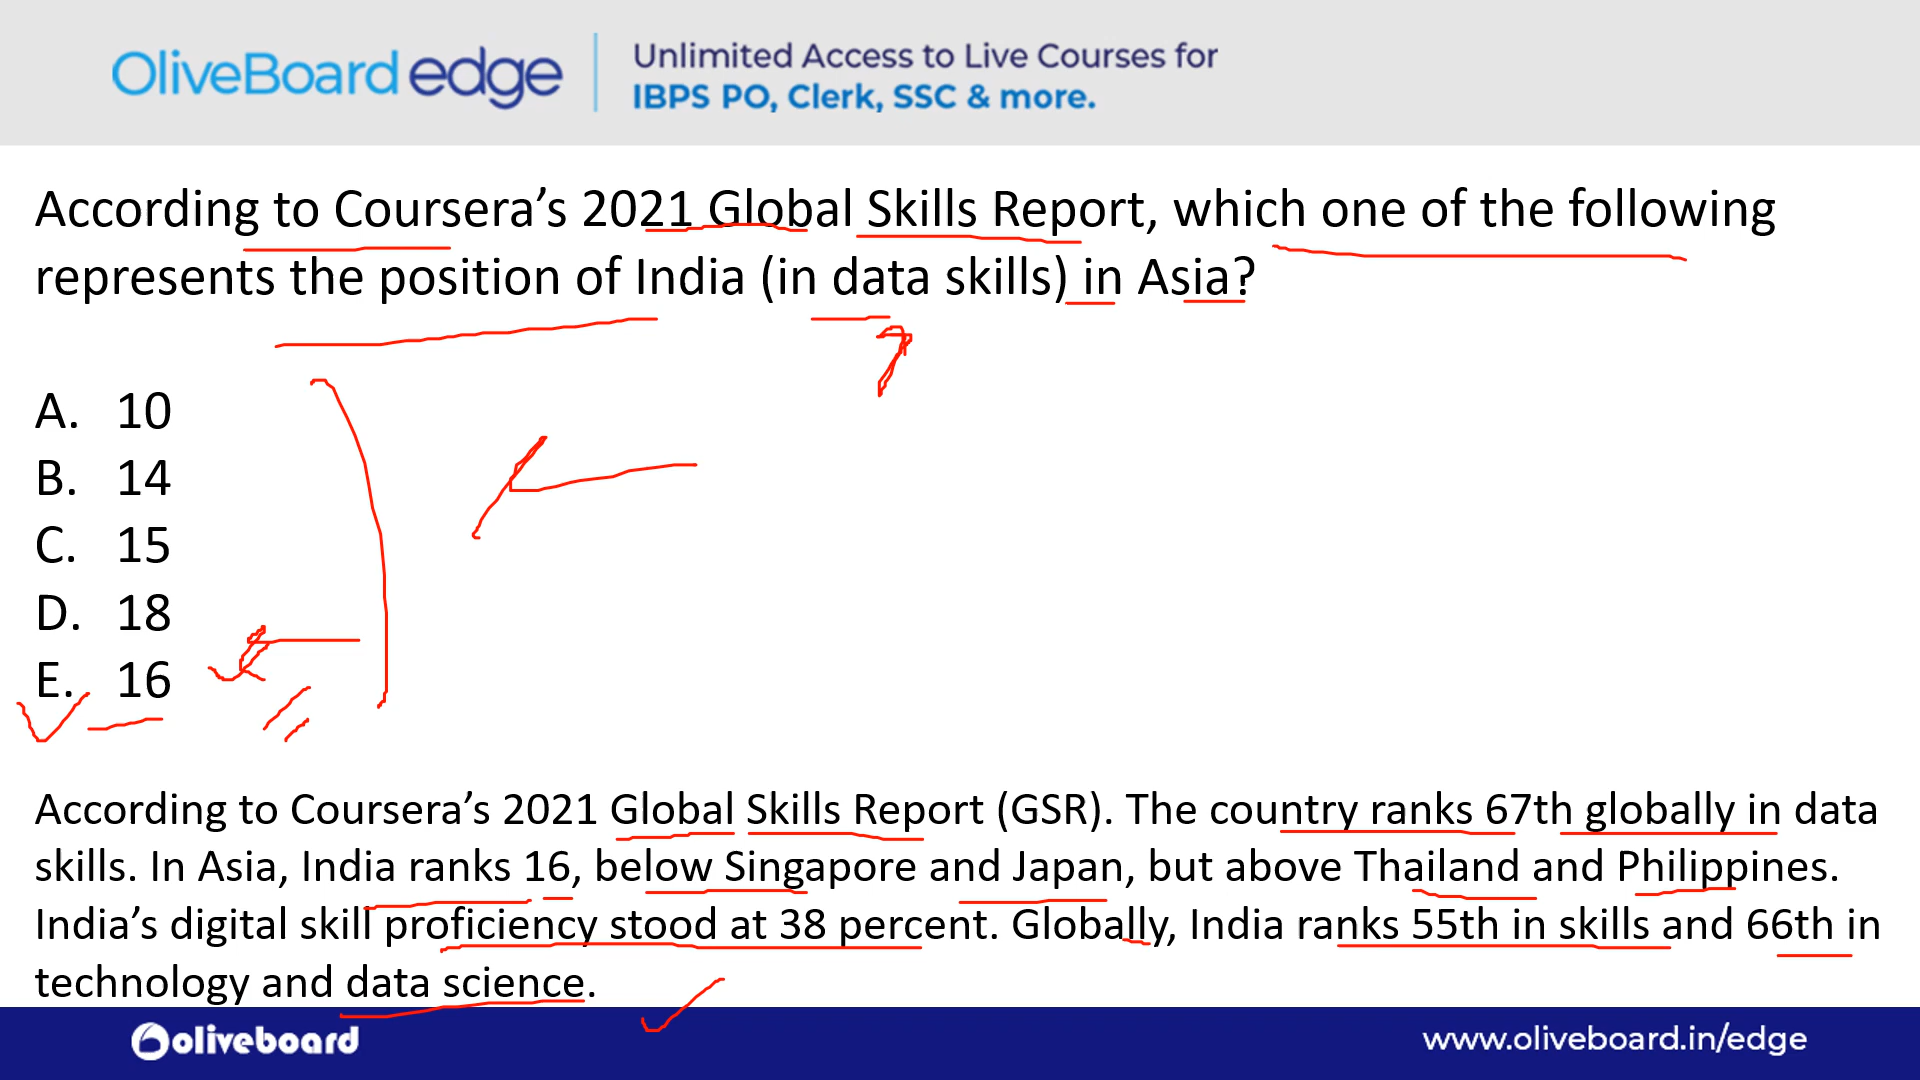 OliveBoard edge
Unlimited Access to Live Courses for
IBPS PO, Clerk, SSC & more.
According to Coursera’s 2021 Global Skills Report, which one of the following
represents the position of India (in data skills) in Asia?
A. 10
B. 14
C. 15
D. 18
E. 16
According to Coursera’s 2021 Global Skills Report (GSR). The country ranks 67th globally in data
skills. In Asia, India ranks 16, below Singapore and Japan, but above Thailand and Philippines.
India’s digital skill proficiency stood at 38 percent. Globally, India ranks 55th in skills and 66th in
technology and data science.
oliveboard
www.oliveboard.in/edge